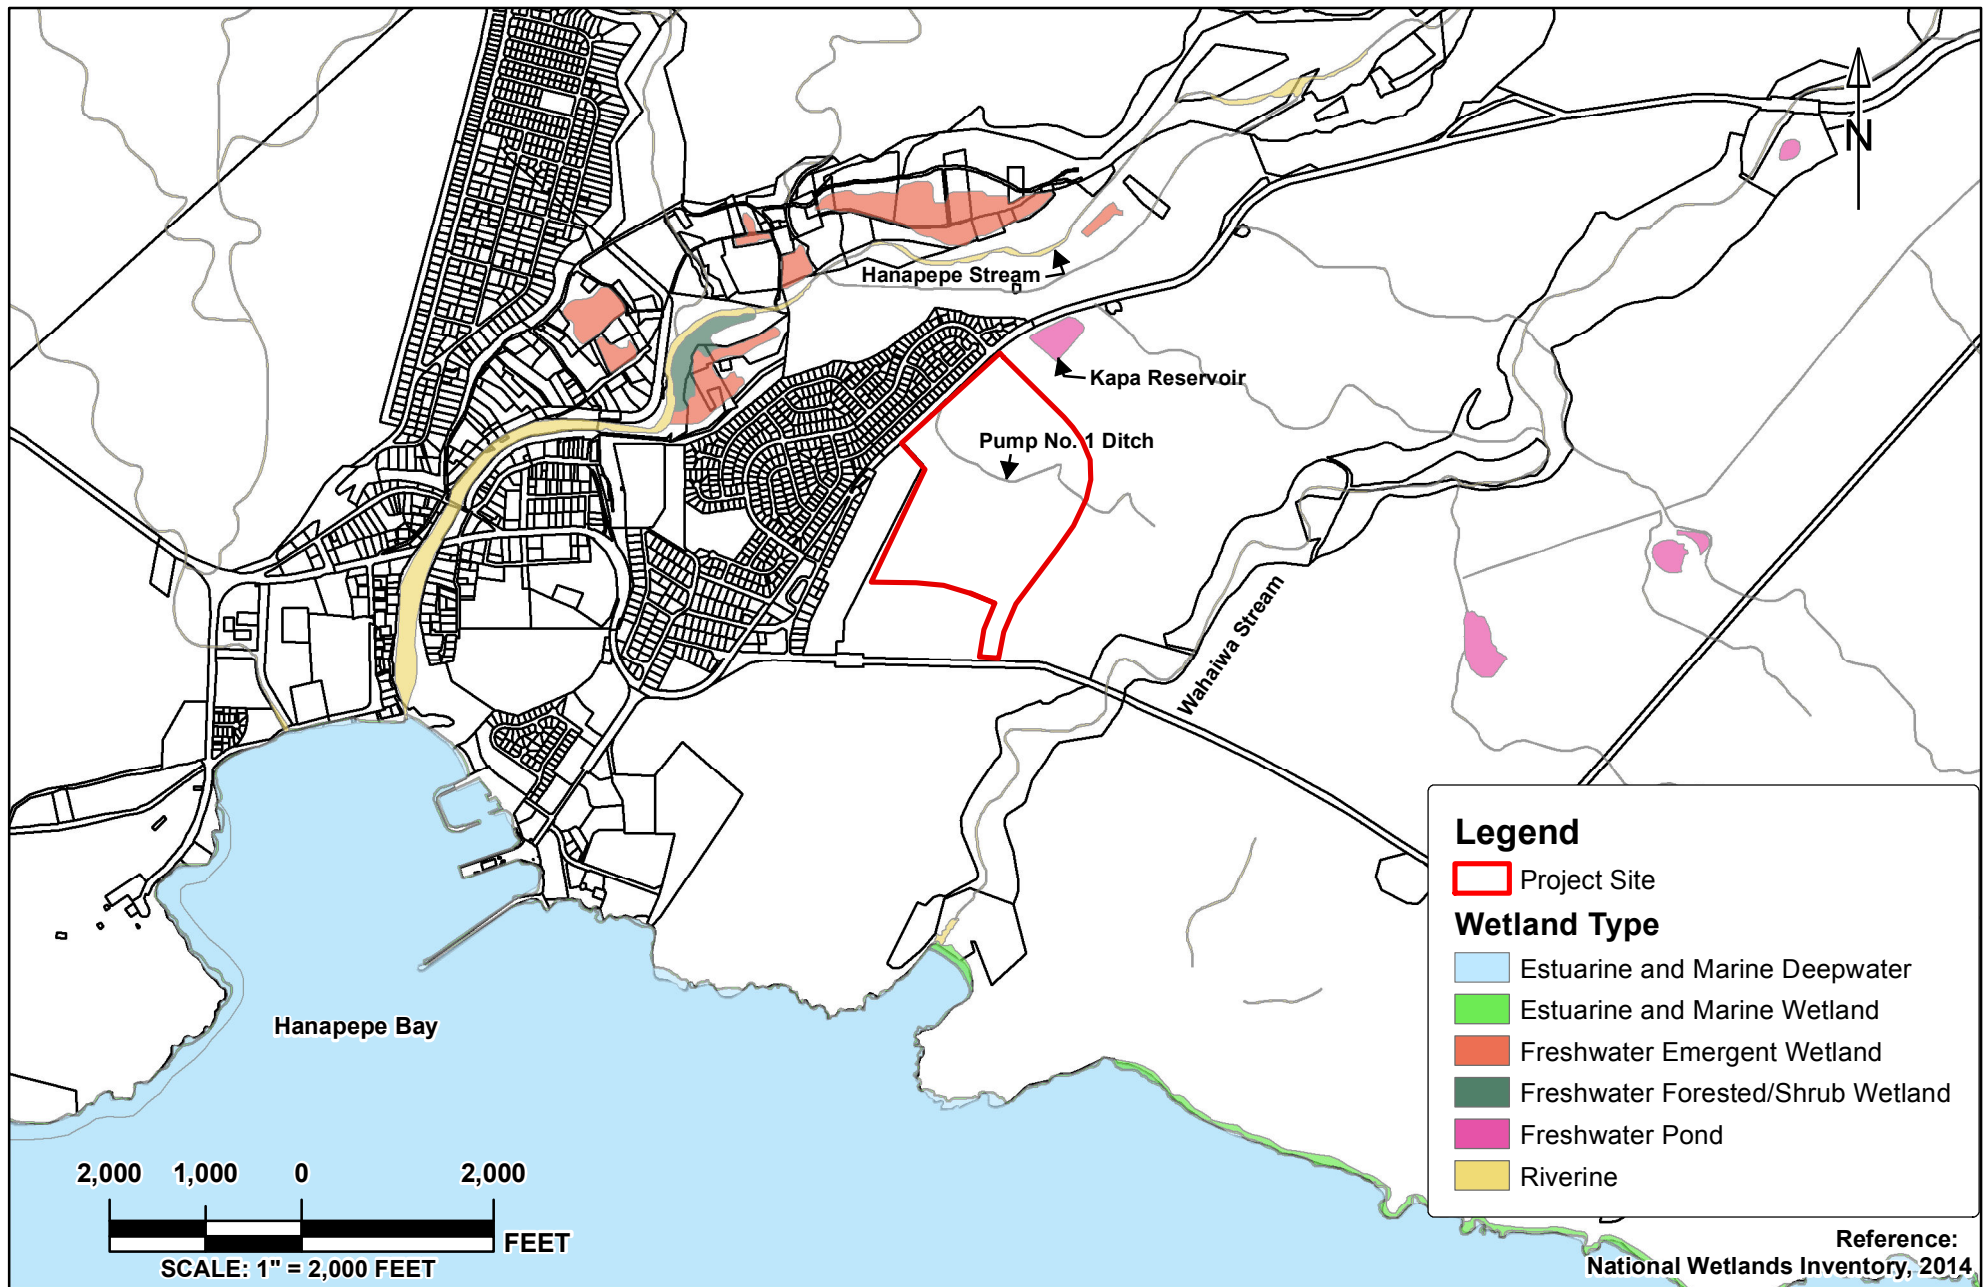 N
Hanapepe Stream
Kapa Reservoir
Pump No. 1 Ditch
Wahaiwa Stream
Hanapepe Bay
Legend
Project Site
Wetland Type
Estuarine and Marine Deepwater
Estuarine and Marine Wetland
Freshwater Emergent Wetland
Freshwater Forested/Shrub Wetland
Freshwater Pond
Riverine
2,000 1,000 0 2,000
FEET
SCALE: 1" = 2,000 FEET
Reference:
National Wetlands Inventory, 2014